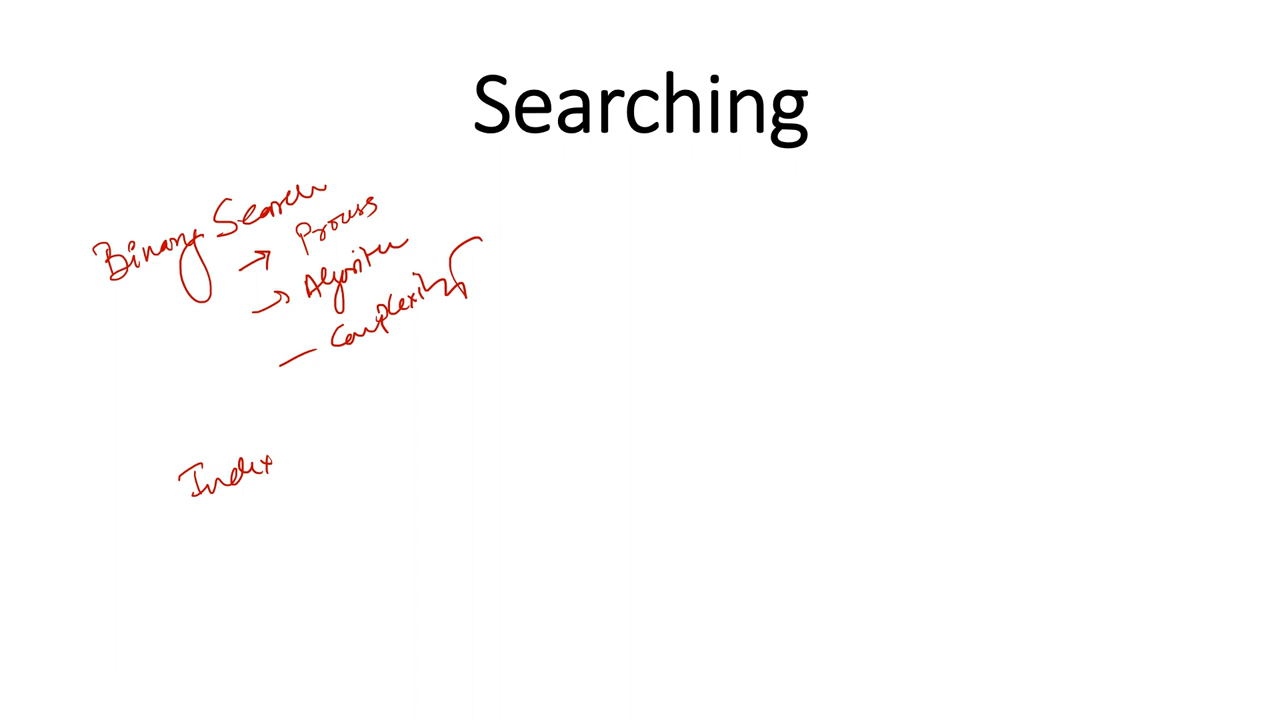 Searching
Binary Search
→ Process
→ Algorithm
— Complexity
Index